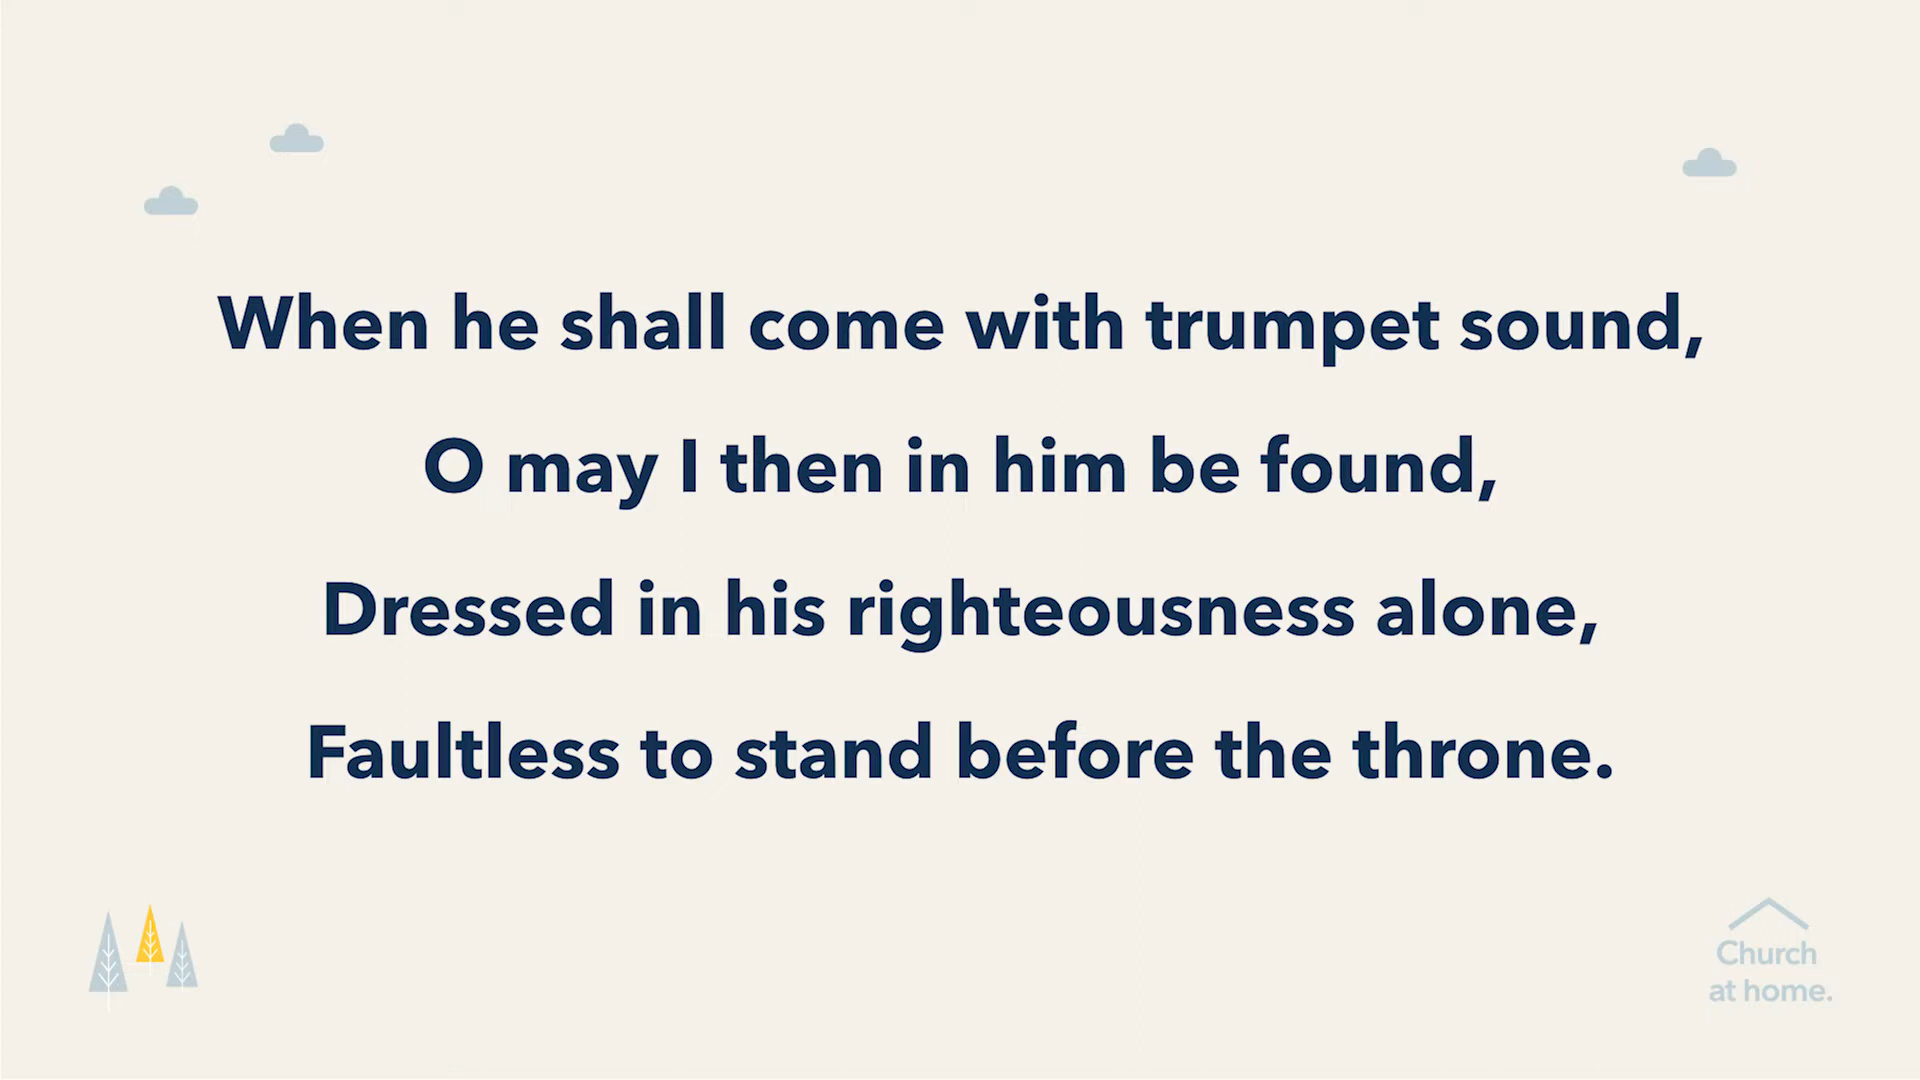 When he shall come with trumpet sound,
O may I then in him be found,
Dressed in his righteousness alone,
Faultless to stand before the throne.
Church
at home.